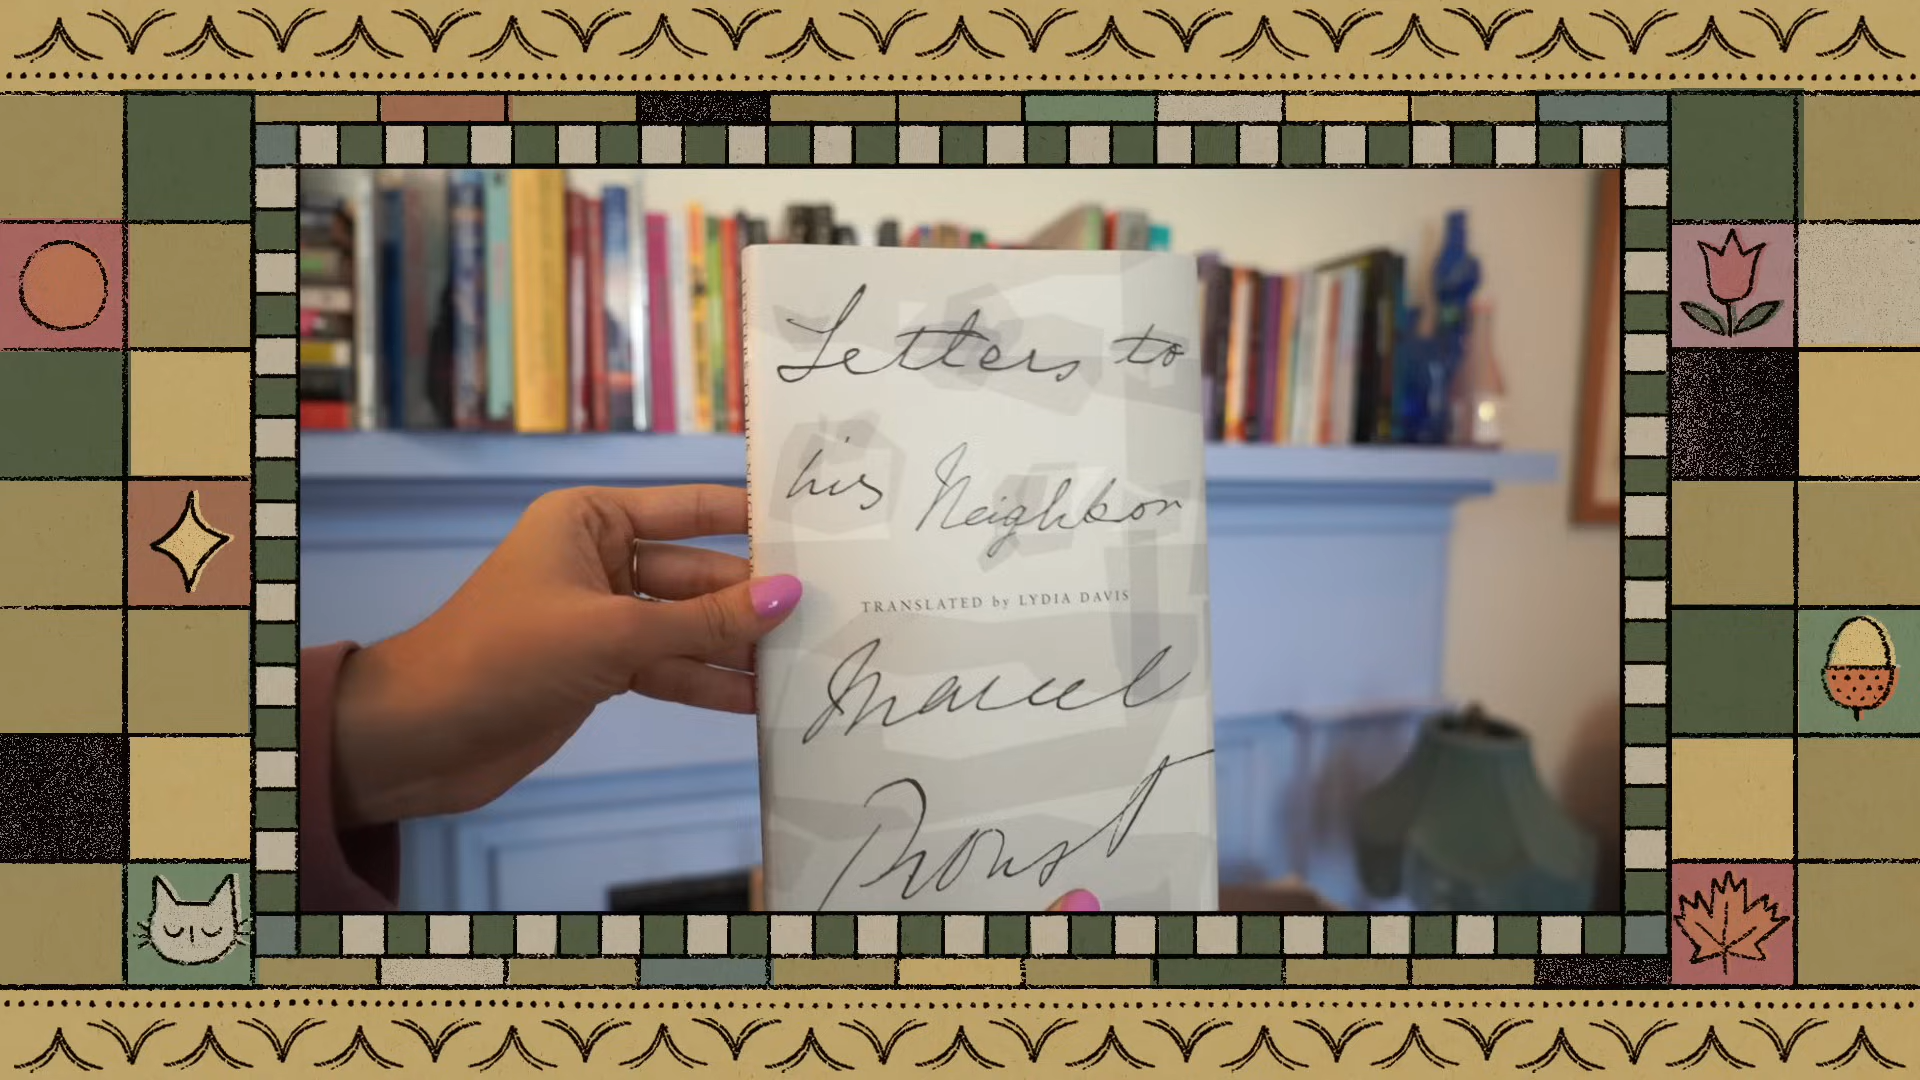 Letters to
his Neighbor
TRANSLATED by LYDIA DAVIS
Marcel
Proust